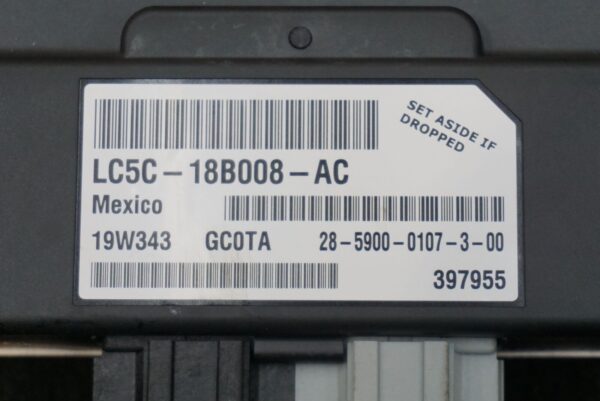 SET ASIDE IF
DROPPED
LC5C-18B008-AC
Mexico
19W343 GC0TA 28-5900-0107-3-00
397955